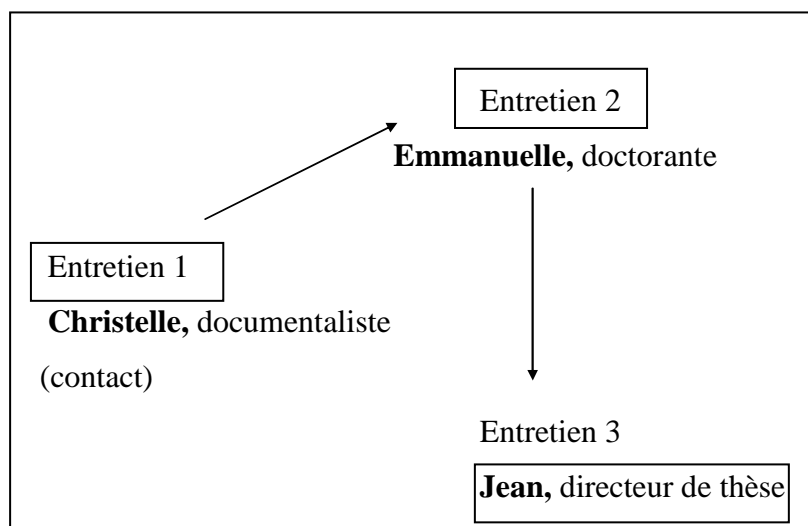 Entretien 1
Christelle, documentaliste
(contact)
Entretien 2
Emmanuelle, doctorante
Entretien 3
Jean, directeur de thèse